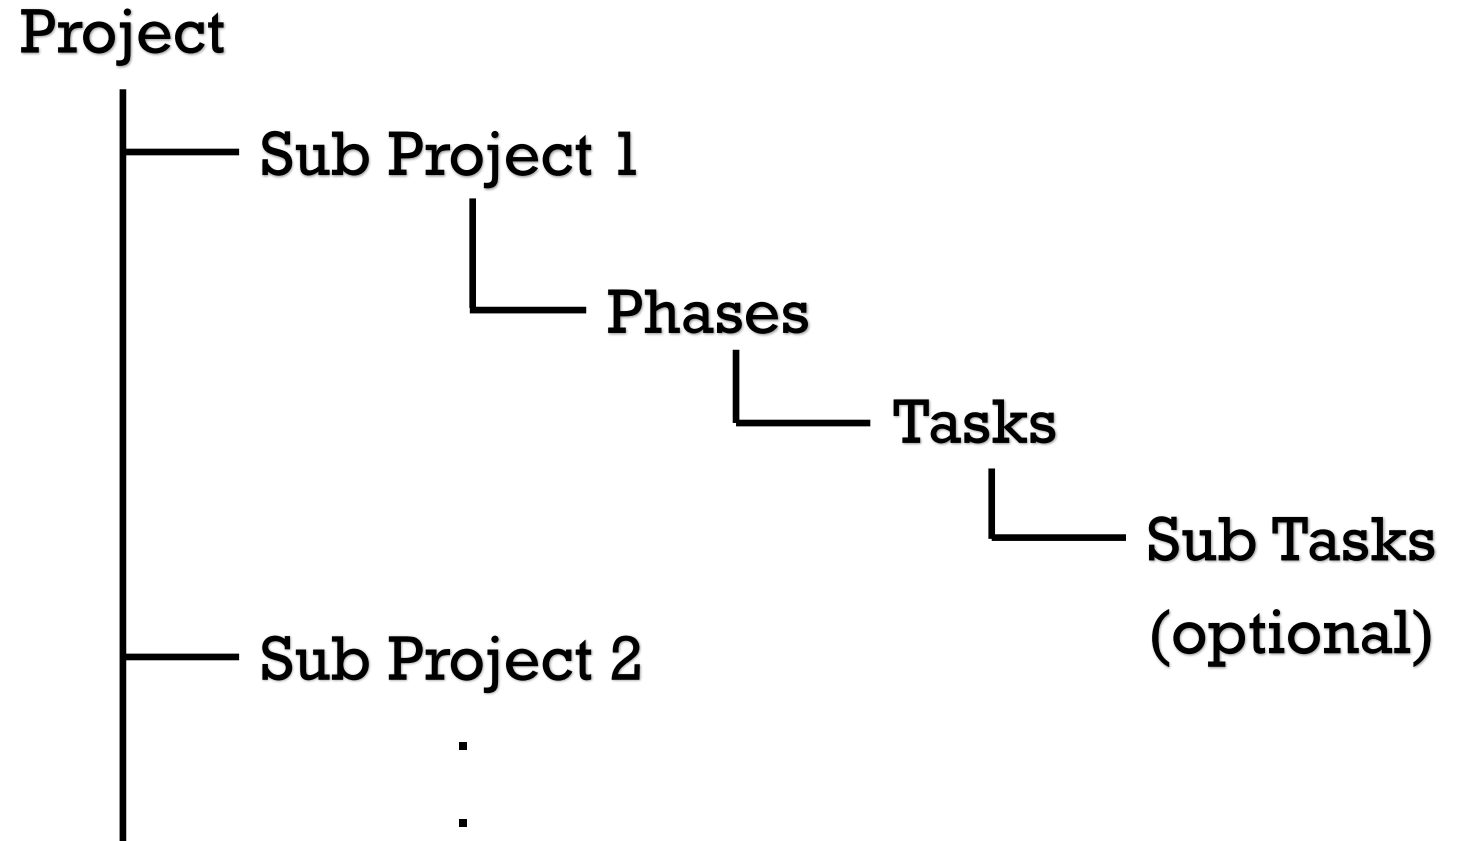 Project
Sub Project 1
Phases
Tasks
Sub Tasks
(optional)
Sub Project 2
.
.